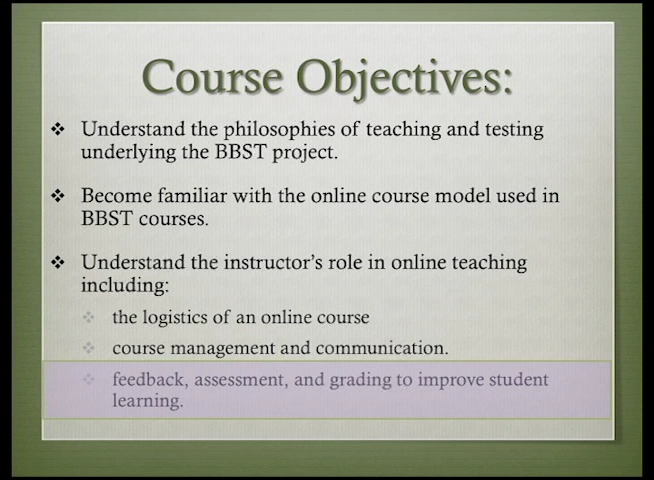 Course Objectives:
Understand the philosophies of teaching and testing
underlying the BBST project.
Become familiar with the online course model used in
BBST courses.
Understand the instructor's role in online teaching
including:
the logistics of an online course
course management and communication.
feedback, assessment, and grading to improve student
learning.